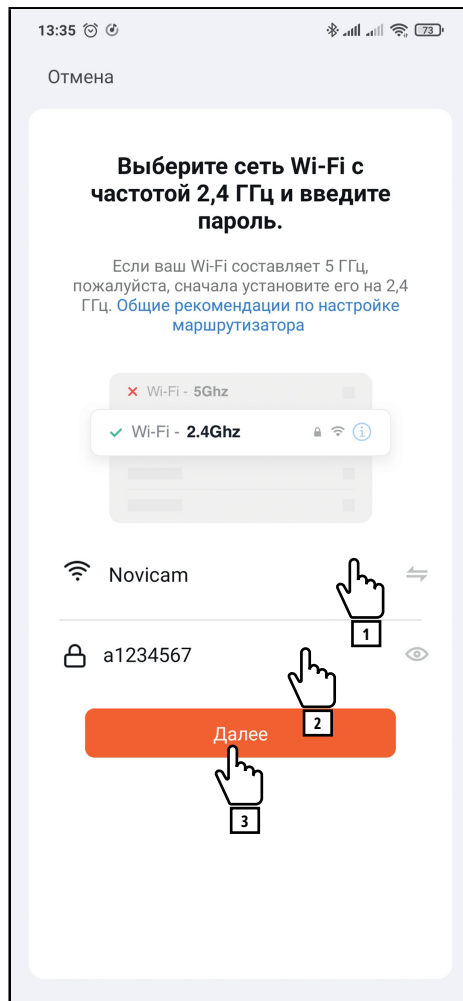 13:35
73
Отмена
Выберите сеть Wi-Fi с
частотой 2,4 ГГц и введите
пароль.
Если ваш Wi-Fi составляет 5 ГГц,
пожалуйста, сначала установите его на 2,4
ГГц. Общие рекомендации по настройке
маршрутизатора
Wi-Fi - 5Ghz
Wi-Fi - 2.4Ghz
Novicam
1
a1234567
2
Далее
3